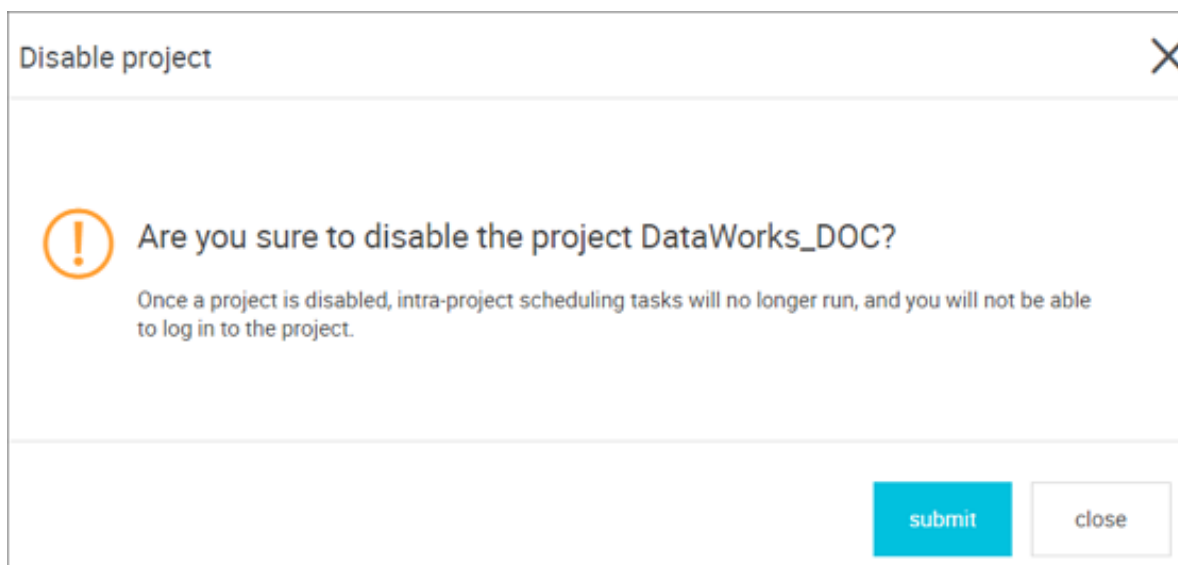 Disable project
Are you sure to disable the project DataWorks_DOC?
Once a project is disabled, intra-project scheduling tasks will no longer run, and you will not be able
to log in to the project.
submit
close